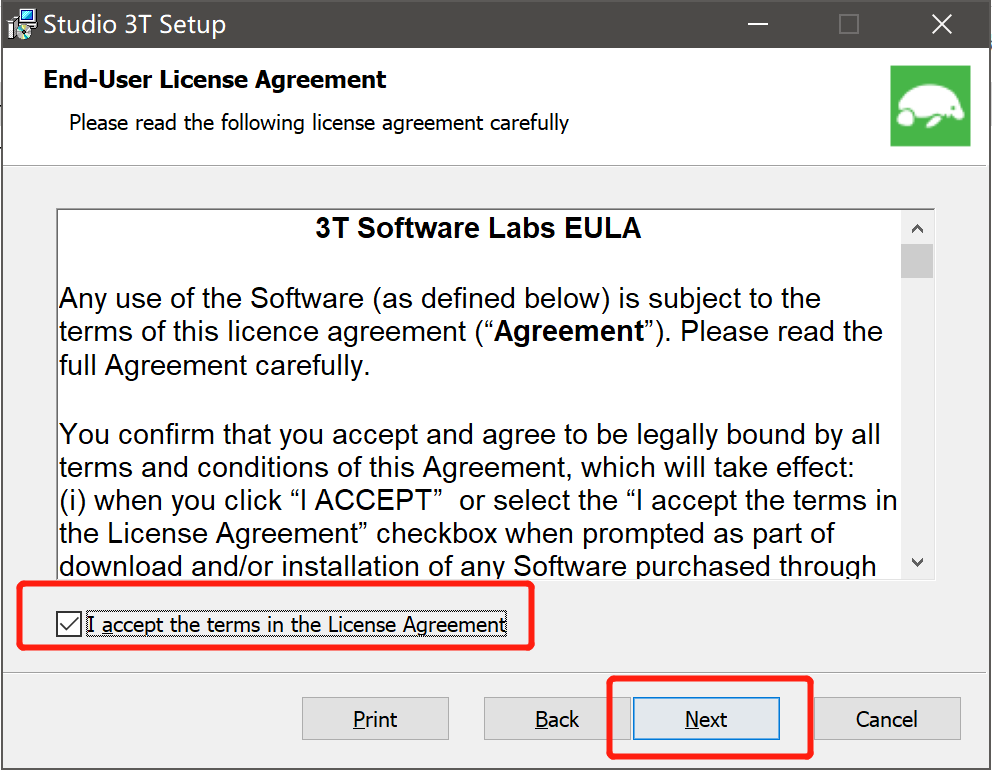 Studio 3T Setup
End-User License Agreement
Please read the following license agreement carefully
3T Software Labs EULA
Any use of the Software (as defined below) is subject to the
terms of this licence agreement (“Agreement”). Please read the
full Agreement carefully.
You confirm that you accept and agree to be legally bound by all
terms and conditions of this Agreement, which will take effect:
(i) when you click “I ACCEPT”  or select the “I accept the terms in
the License Agreement” checkbox when prompted as part of
download and/or installation of any Software purchased through
I accept the terms in the License Agreement
Print Back Next Cancel